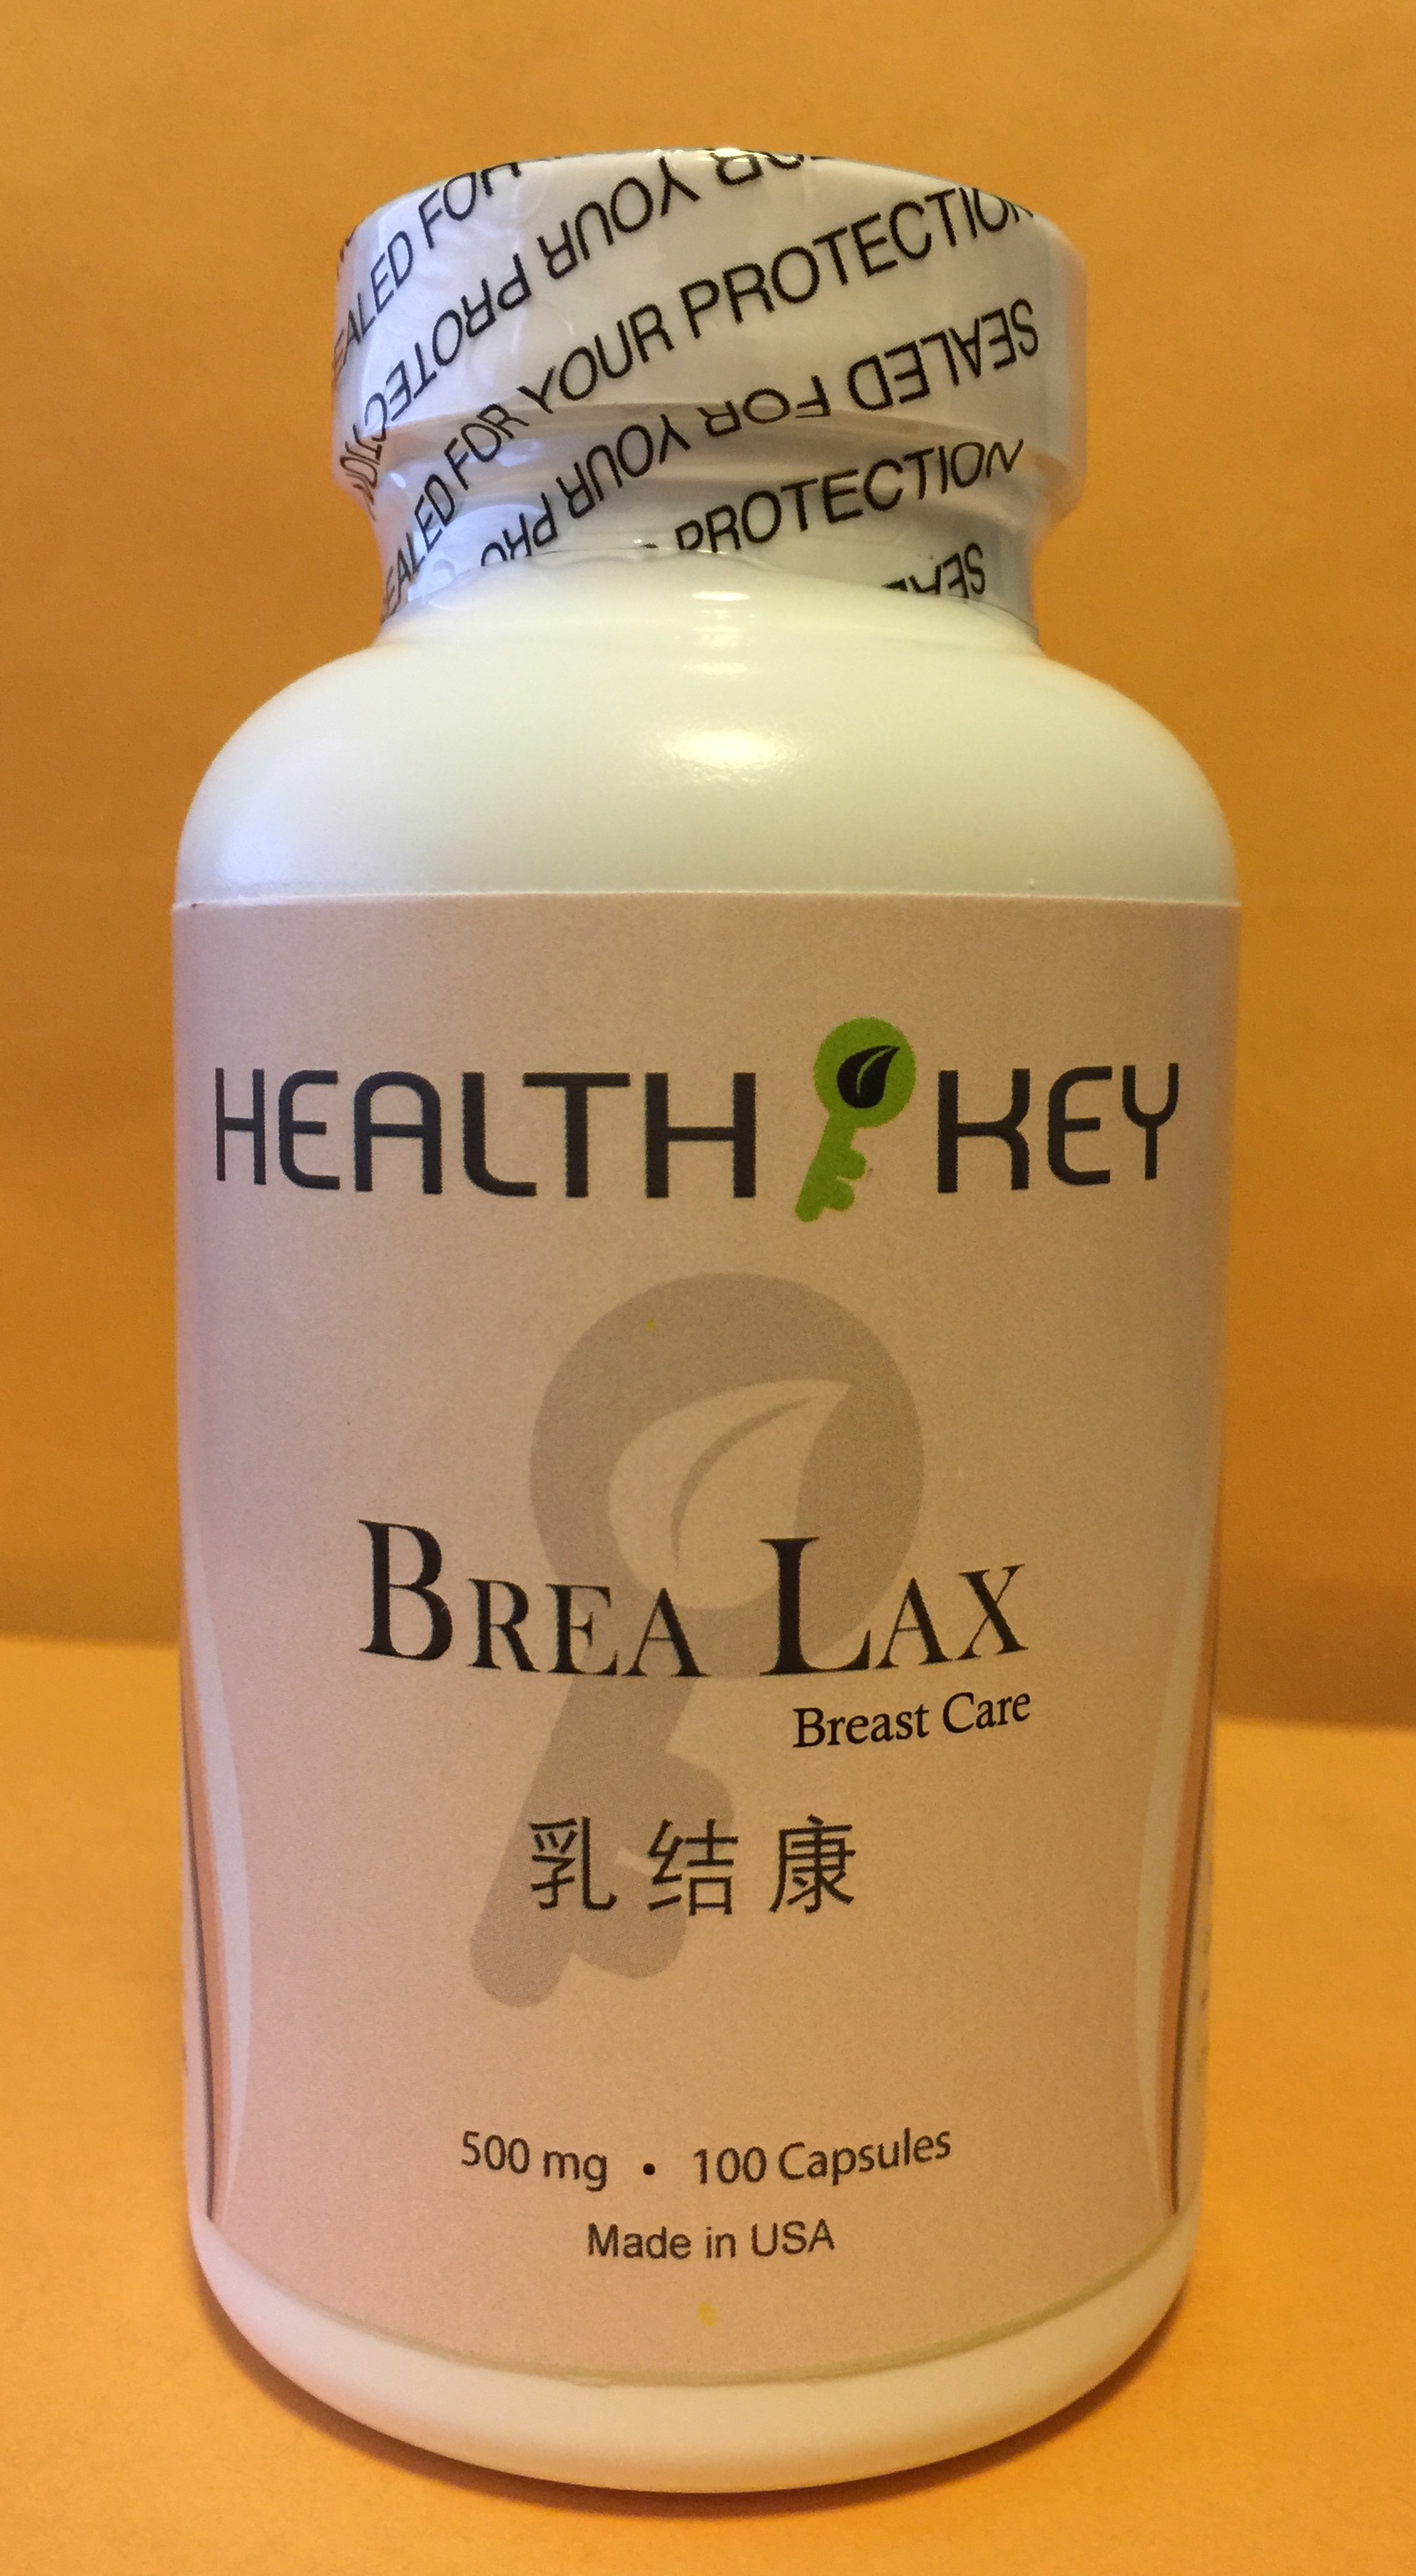 SEALED FOR YOUR PROTECTION
SEALED FOR YOUR
PROTECTION
HEALTH KEY
BREA LAX
Breast Care
乳结康
500 mg • 100 Capsules
Made in USA